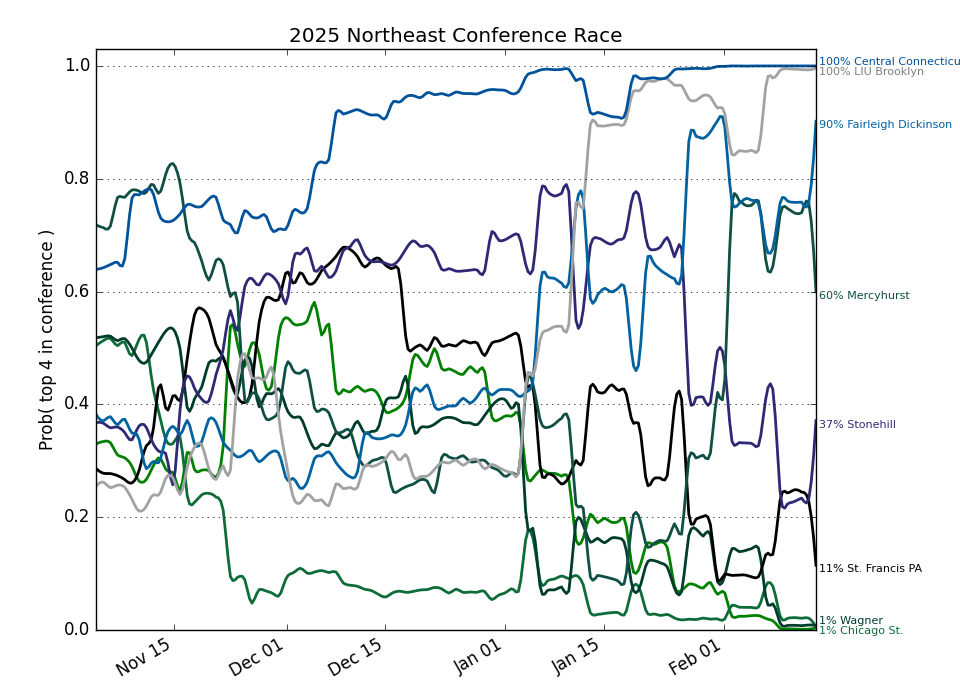 2025 Northeast Conference Race
Prob( top 4 in conference )
1.0
0.8
0.6
0.4
0.2
0.0
Nov 15
Dec 01
Dec 15
Jan 01
Jan 15
Feb 01
100% Central Connecticu
100% LIU Brooklyn
90% Fairleigh Dickinson
60% Mercyhurst
37% Stonehill
11% St. Francis PA
1% Wagner
1% Chicago St.